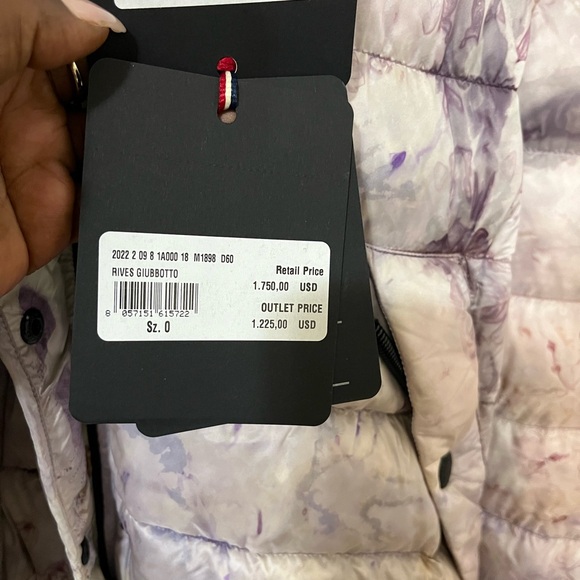 2022 2 09 8 1A000 18 M1898 D60
RIVES GIUBBOTTO
Retail Price
1.750,00 USD
8 057151 615722
OUTLET PRICE
Sz. 0
1.225,00 USD